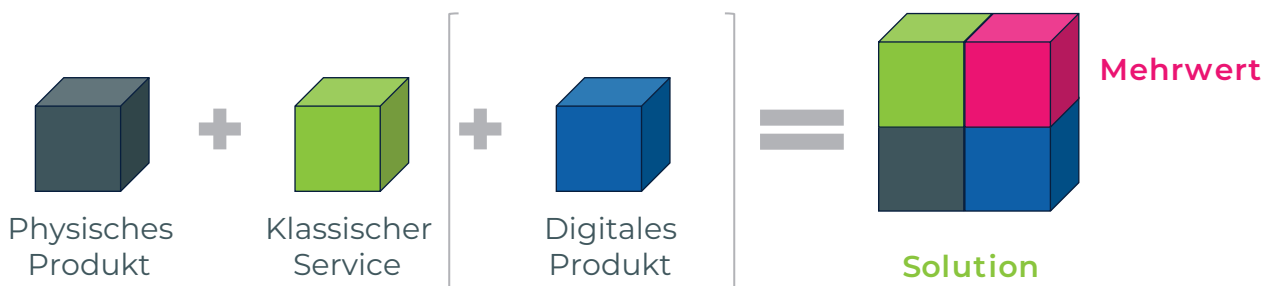 Mehrwert
Physisches
Produkt
Klassischer
Service
Digitales
Produkt
Solution